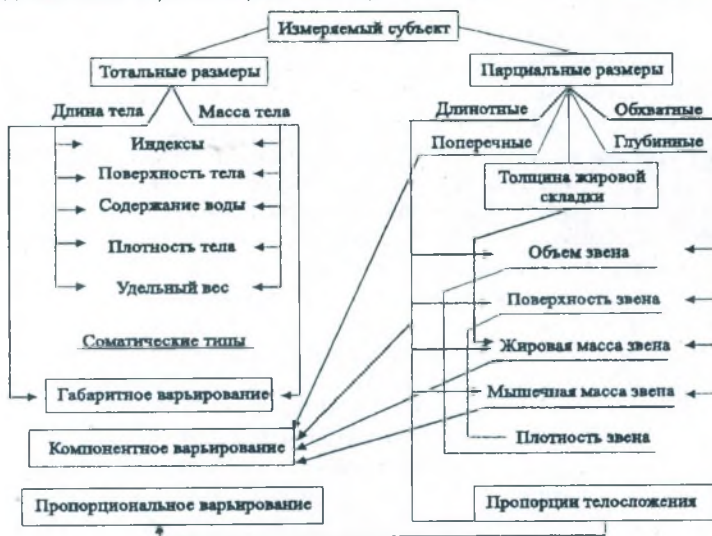 Измеряемый субъект
Тотальные размеры
Парциальные размеры
Длина тела
Масса тела
Длинотные
Обхватные
Поперечные
Глубинные
Индексы
Поверхность тела
Содержание воды
Плотность тела
Удельный вес
Толщина жировой
складки
Объем звена
Поверхность звена
Жировая масса звена
Мышечная масса звена
Плотность звена
Соматические типы
Габаритное варьирование
Компонентное варьирование
Пропорциональное варьирование
Пропорции телосложения